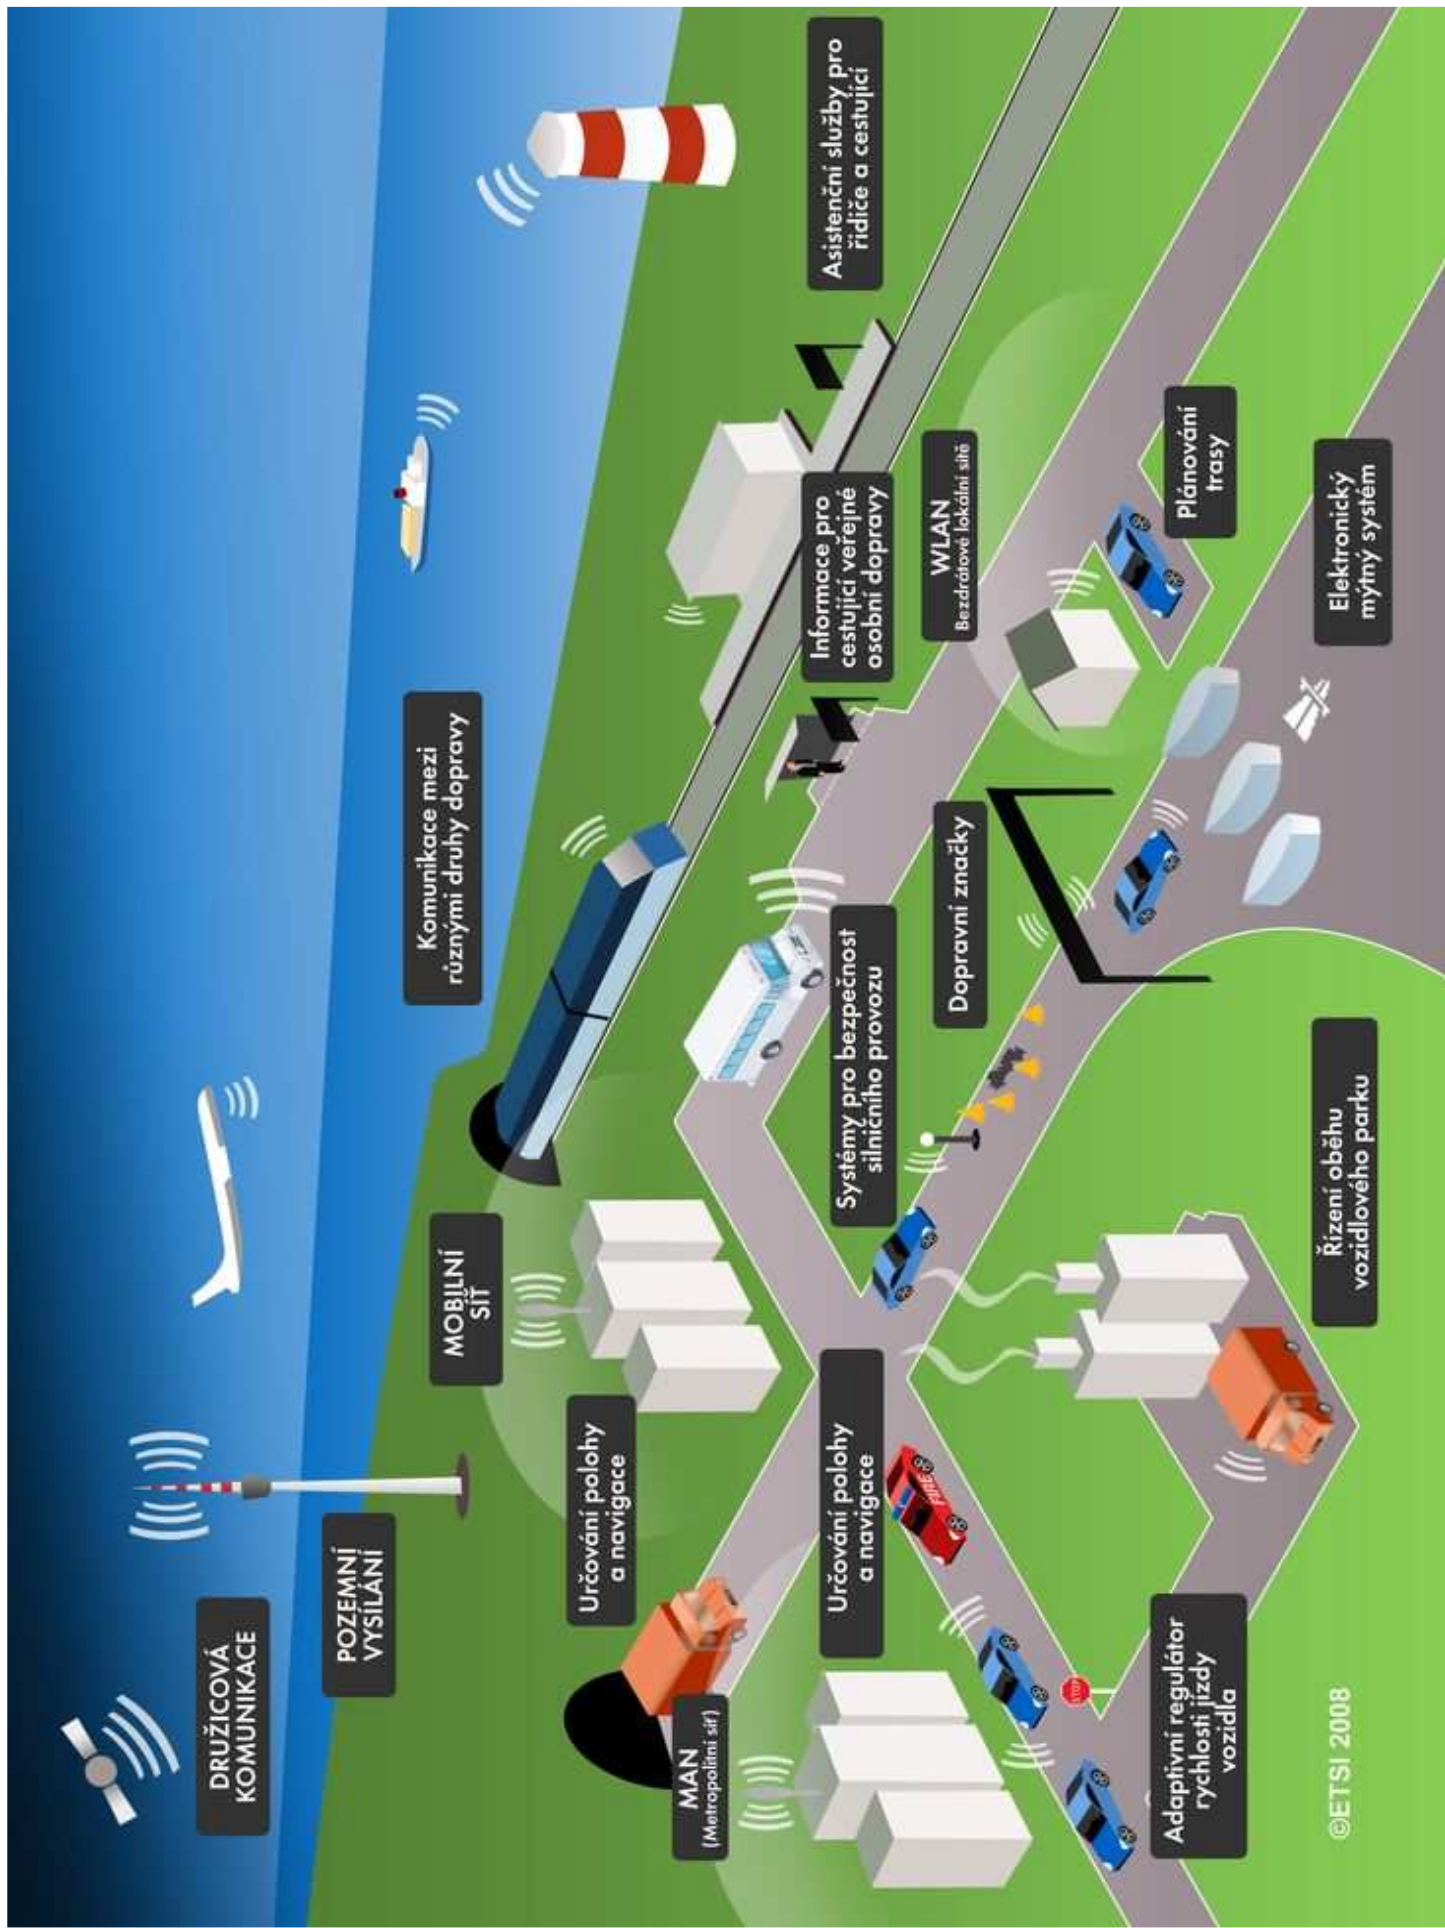 DRUŽICOVÁ
KOMUNIKACE
POZEMNÍ
VYSÍLÁNÍ
MOBILNÍ
SÍŤ
Komunikace mezi
různými druhy dopravy
Určování polohy
a navigace
MAN
(Metropolitní síť)
Určování polohy
a navigace
Systémy pro bezpečnost
silničního provozu
Informace pro
cestující veřejné
osobní dopravy
Asistenční služby pro
řidiče a cestující
FIRE
Dopravní značky
WLAN
Bezdrátové lokální sítě
STOP
Adaptivní regulátor
rychlosti jízdy
vozidla
Plánování
trasy
Řízení oběhu
vozidlového parku
Elektronický
mýtný systém
©ETSI 2008